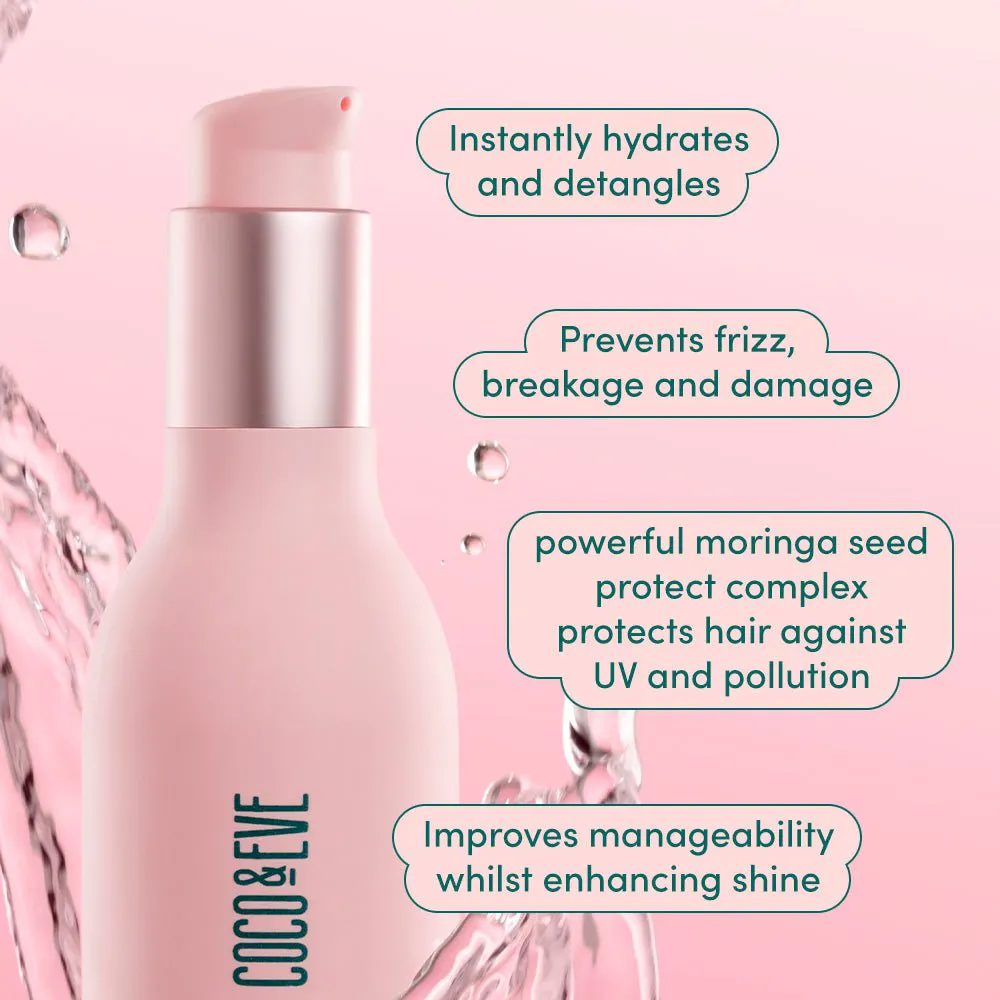 Instantly hydrates
and detangles
Prevents frizz,
breakage and damage
powerful moringa seed
protect complex
protects hair against
UV and pollution
Improves manageability
whilst enhancing shine
COCO&EVE